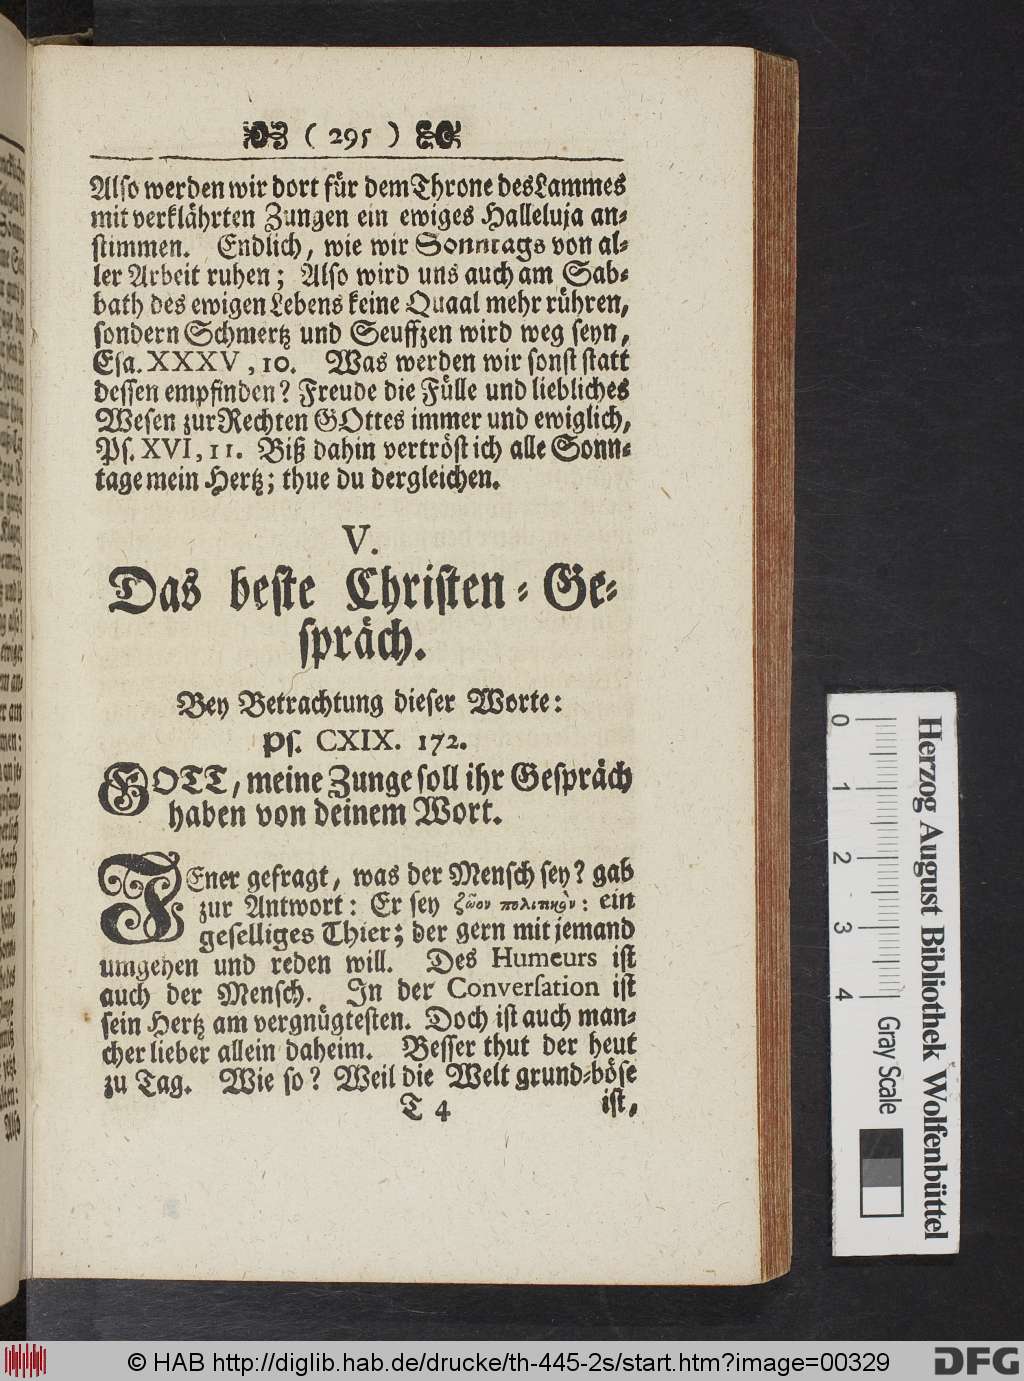 ( 295 )
Also werden wir dort für dem Throne des Lammes
mit verklährten Zungen ein ewiges Halleluja an-
stimmen. Endlich, wie wir Sonntags von al-
ler Arbeit ruhen; Also wird uns auch am Sab-
bath des ewigen Lebens keine Quaal mehr rühren,
sondern Schmertz und Seuffzen wird weg seyn,
Esa. XXXV, 10. Was werden wir sonst statt
dessen empfinden? Freude die Fülle und liebliches
Wesen zur Rechten GOttes immer und ewiglich,
Ps. XVI, 11. Biß dahin vertröst ich alle Sonn-
tage mein Hertz; thue du dergleichen.
V.
Das beste Christen-Ge-
spräch.
Bey Betrachtung dieser Worte:
Ps. CXIX. 172.
GOTT, meine Zunge soll ihr Gespräch
haben von deinem Wort.
JEner gefragt, was der Mensch sey? gab
zur Antwort: Er sey ζῶον πολιτικὸν: ein
geselliges Thier; der gern mit jemand
umgehen und reden will. Des Humeurs ist
auch der Mensch. In der Conversation ist
sein Hertz am vergnügtesten. Doch ist auch man-
cher lieber allein daheim. Besser thut der heut
zu Tag. Wie so? Weil die Welt grund-böse
T 4 ist,
0 1 2 3 4
Gray Scale
Herzog August Bibliothek Wolfenbüttel
© HAB http://diglib.hab.de/drucke/th-445-2s/start.htm?image=00329
DFG